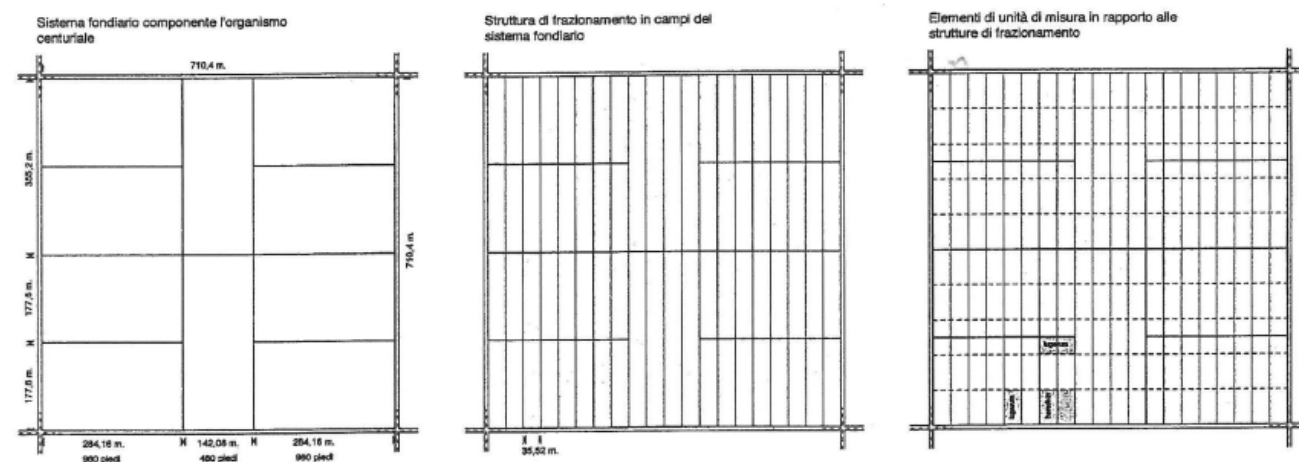 Sistema fondiario componente l'organismo
centuriale
710,4 m.
355,2 m.
177,6 m.
177,6 m.
710,4 m.
284,16 m.
142,08 m.
284,16 m.
960 piedi
480 piedi
960 piedi
Struttura di frazionamento in campi del
sistema fondiario
35,52 m.
Elementi di unità di misura in rapporto alle
strutture di frazionamento
iugerum
iugerum